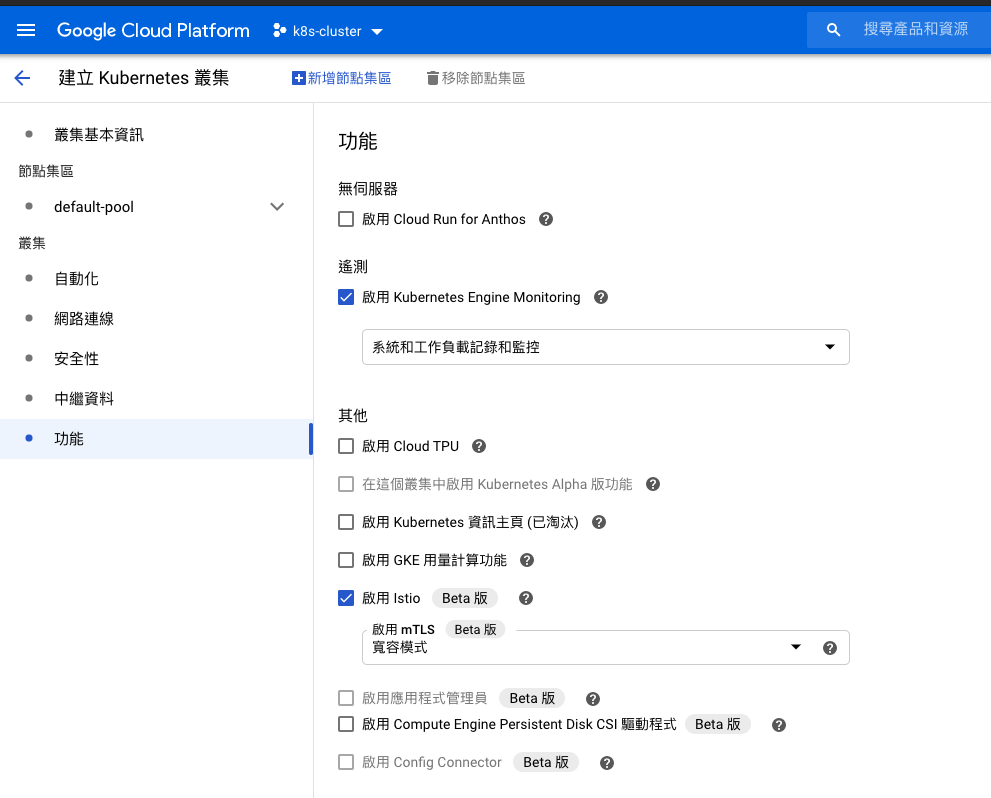 Google Cloud Platform k8s-cluster 搜尋產品和資源
建立 Kubernetes 叢集 新增節點集區 移除節點集區
叢集基本資訊
節點集區
default-pool
叢集
自動化
網路連線
安全性
中繼資料
功能
功能
無伺服器
啟用 Cloud Run for Anthos
遙測
啟用 Kubernetes Engine Monitoring
系統和工作負載記錄和監控
其他
啟用 Cloud TPU
在這個叢集中啟用 Kubernetes Alpha 版功能
啟用 Kubernetes 資訊主頁 (已淘汰)
啟用 GKE 用量計算功能
啟用 Istio Beta 版
啟用 mTLS Beta 版
寬容模式
啟用應用程式管理員 Beta 版
啟用 Compute Engine Persistent Disk CSI 驅動程式 Beta 版
啟用 Config Connector Beta 版